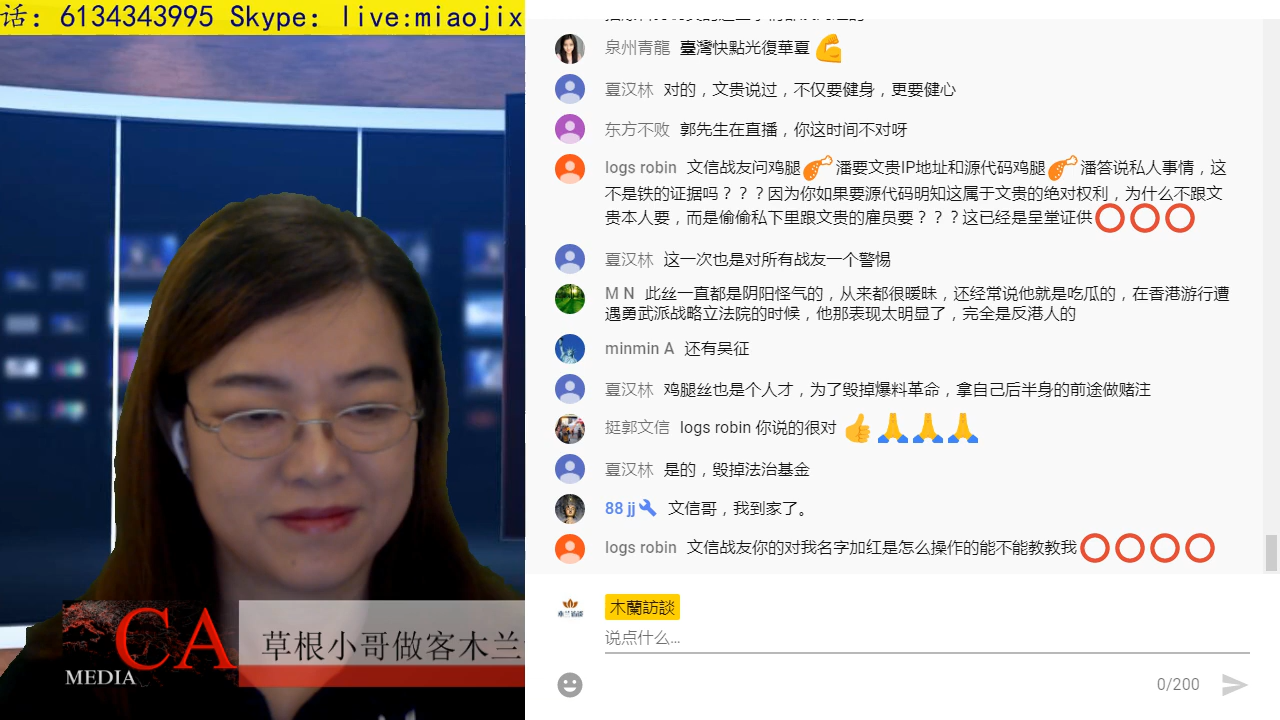 话: 6134343995 Skype: live:miaojix
泉州青龍 臺灣快點光復華夏
夏汉林 对的，文贵说过，不仅要健身，更要健心
东方不败 郭先生在直播，你这时间不对呀
logs robin 文信战友问鸡腿🍗潘要文贵IP地址和源代码鸡腿🍗潘答说私人事情，这
不是铁的证据吗？？？因为你如果要源代码明知这属于文贵的绝对权利，为什么不跟文
贵本人要，而是偷偷私下里跟文贵的雇员要？？？这已经是呈堂证供⭕⭕⭕
夏汉林 这一次也是对所有战友一个警惕
M N 此丝一直都是阴阳怪气的，从来都很暧昧，还经常说他就是吃瓜的，在香港游行遭
遇勇武派战略立法院的时候，他那表现太明显了，完全是反港人的
minmin A 还有吴征
夏汉林 鸡腿丝也是个人才，为了毁掉爆料革命，拿自己后半身的前途做赌注
挺郭文信 logs robin 你说的很对 👍🙏🙏🙏
夏汉林 是的，毁掉法治基金
88 jj 文信哥，我到家了。
logs robin 文信战友你的对我名字加红是怎么操作的能不能教教我⭕⭕⭕⭕
木蘭訪談
说点什么...
0/200
CA
MEDIA
草根小哥做客木兰